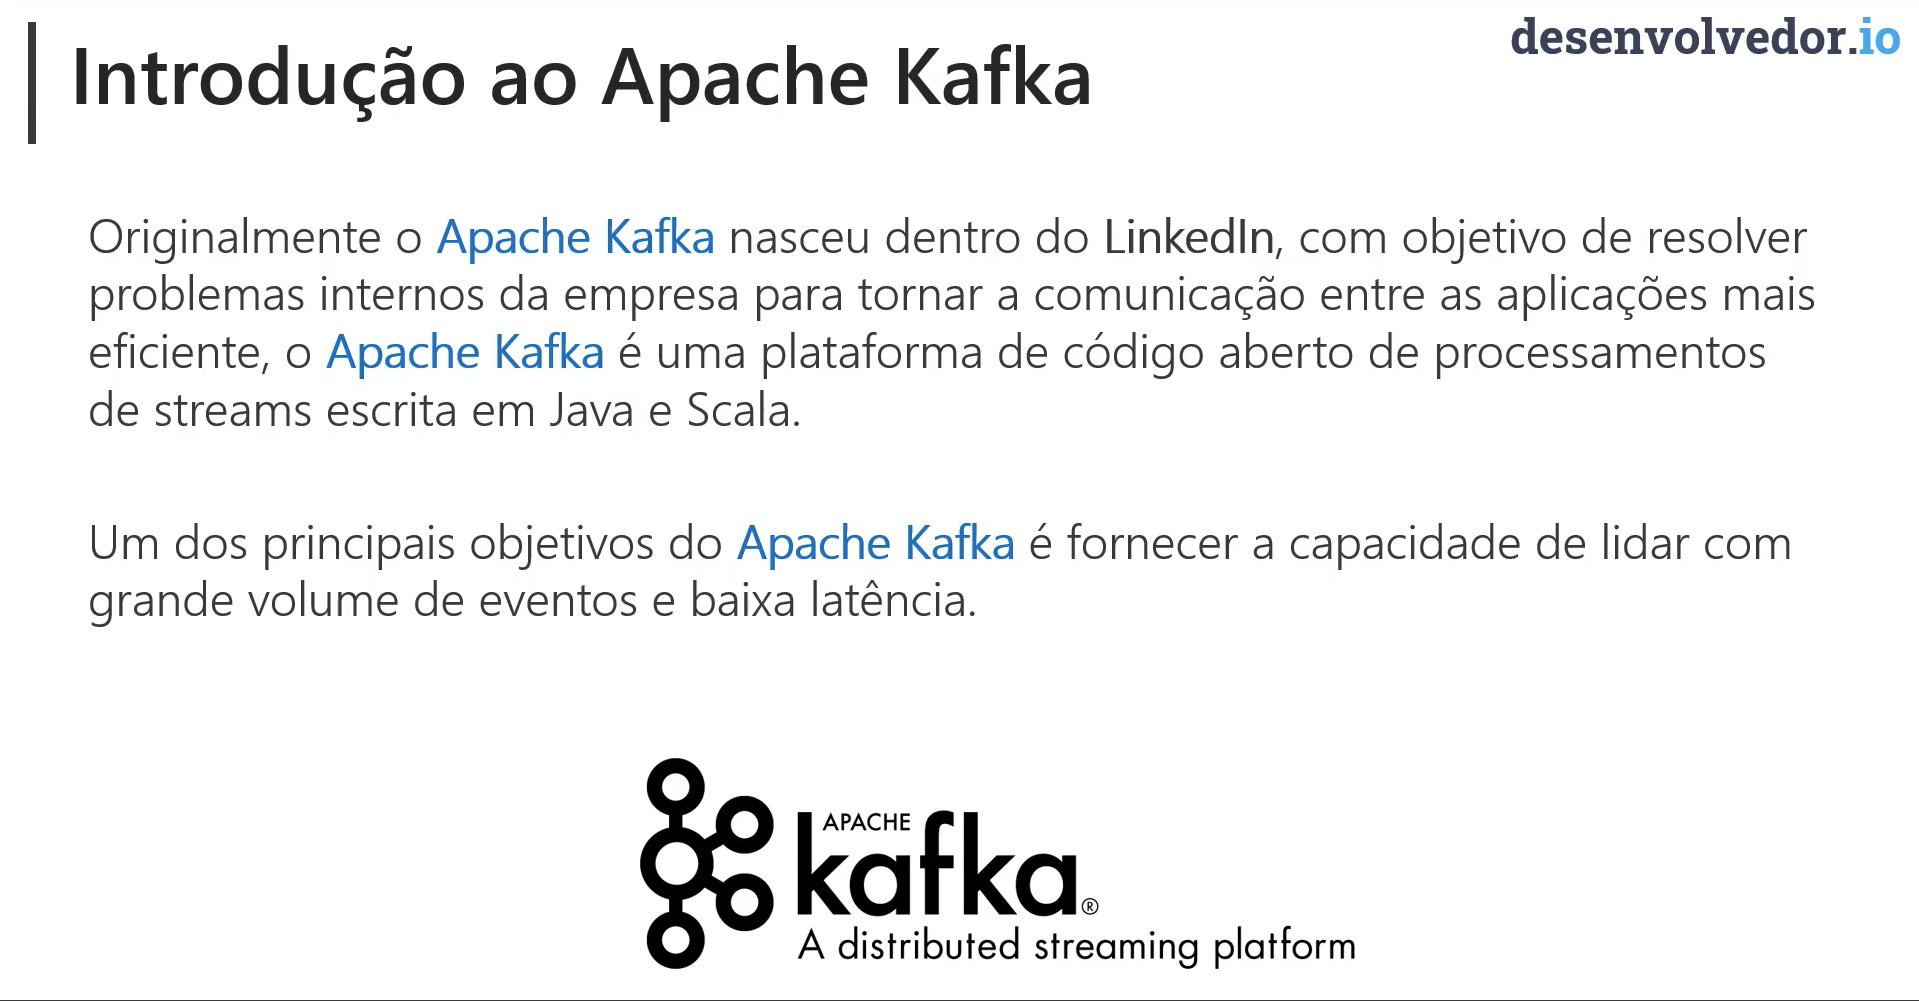 desenvolvedor.io
Introdução ao Apache Kafka
Originalmente o Apache Kafka nasceu dentro do LinkedIn, com objetivo de resolver
problemas internos da empresa para tornar a comunicação entre as aplicações mais
eficiente, o Apache Kafka é uma plataforma de código aberto de processamentos
de streams escrita em Java e Scala.
Um dos principais objetivos do Apache Kafka é fornecer a capacidade de lidar com
grande volume de eventos e baixa latência.
APACHE
kafka®
A distributed streaming platform